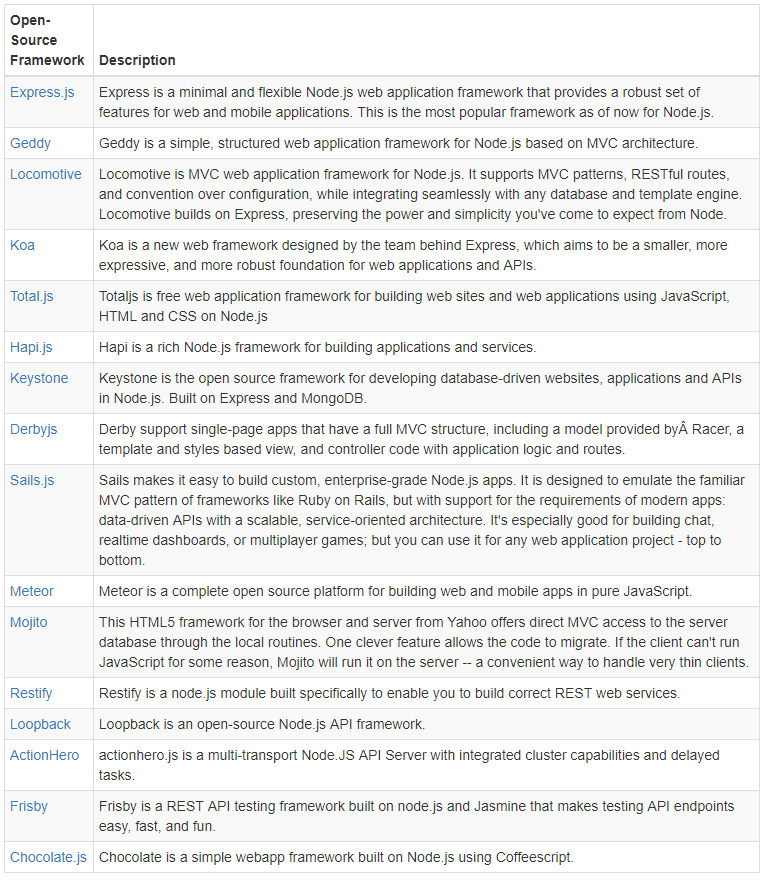 Open-
Source
Framework Description
Express.js Express is a minimal and flexible Node.js web application framework that provides a robust set of
features for web and mobile applications. This is the most popular framework as of now for Node.js.
Geddy Geddy is a simple, structured web application framework for Node.js based on MVC architecture.
Locomotive Locomotive is MVC web application framework for Node.js. It supports MVC patterns, RESTful routes,
and convention over configuration, while integrating seamlessly with any database and template engine.
Locomotive builds on Express, preserving the power and simplicity you've come to expect from Node.
Koa Koa is a new web framework designed by the team behind Express, which aims to be a smaller, more
expressive, and more robust foundation for web applications and APIs.
Total.js Totaljs is free web application framework for building web sites and web applications using JavaScript,
HTML and CSS on Node.js
Hapi.js Hapi is a rich Node.js framework for building applications and services.
Keystone Keystone is the open source framework for developing database-driven websites, applications and APIs
in Node.js. Built on Express and MongoDB.
Derbyjs Derby support single-page apps that have a full MVC structure, including a model provided byÂ Racer, a
template and styles based view, and controller code with application logic and routes.
Sails.js Sails makes it easy to build custom, enterprise-grade Node.js apps. It is designed to emulate the familiar
MVC pattern of frameworks like Ruby on Rails, but with support for the requirements of modern apps:
data-driven APIs with a scalable, service-oriented architecture. It's especially good for building chat,
realtime dashboards, or multiplayer games; but you can use it for any web application project - top to
bottom.
Meteor Meteor is a complete open source platform for building web and mobile apps in pure JavaScript.
Mojito This HTML5 framework for the browser and server from Yahoo offers direct MVC access to the server
database through the local routines. One clever feature allows the code to migrate. If the client can't run
JavaScript for some reason, Mojito will run it on the server -- a convenient way to handle very thin clients.
Restify Restify is a node.js module built specifically to enable you to build correct REST web services.
Loopback Loopback is an open-source Node.js API framework.
ActionHero actionhero.js is a multi-transport Node.JS API Server with integrated cluster capabilities and delayed
tasks.
Frisby Frisby is a REST API testing framework built on node.js and Jasmine that makes testing API endpoints
easy, fast, and fun.
Chocolate.js Chocolate is a simple webapp framework built on Node.js using Coffeescript.